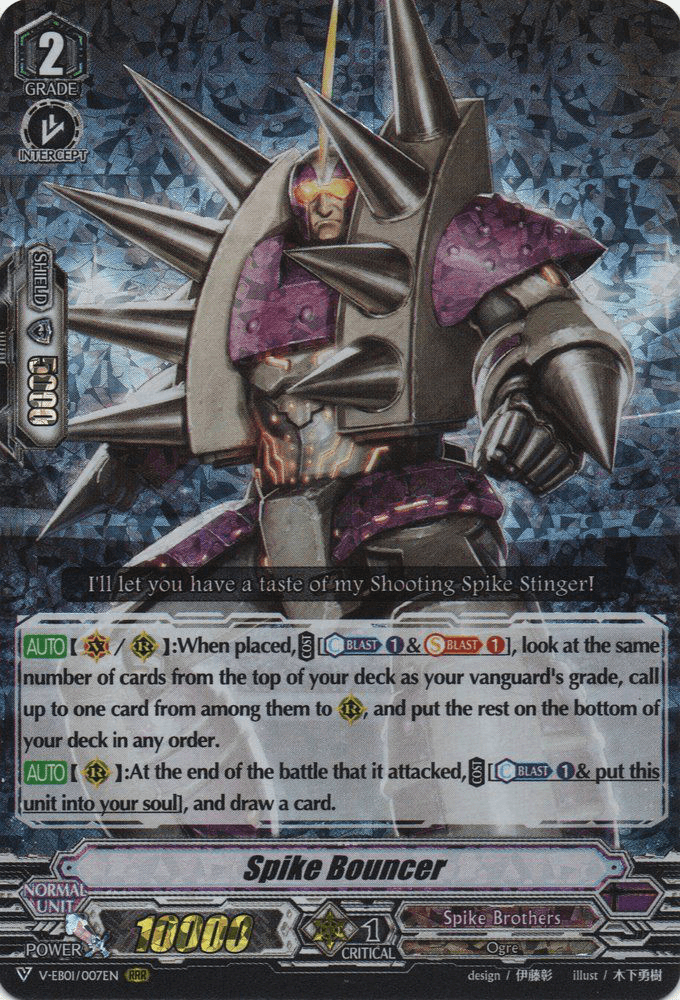 2
GRADE
INTERCEPT
SHIELD
5000
I'll let you have a taste of my Shooting Spike Stinger!
AUTO【 V / R 】:When placed, COST [C BLAST 1 & S BLAST 1], look at the same
number of cards from the top of your deck as your vanguard's grade, call
up to one card from among them to R, and put the rest on the bottom of
your deck in any order.
AUTO【 R 】:At the end of the battle that it attacked, COST [C BLAST 1 & put this
unit into your soul], and draw a card.
Spike Bouncer
NORMAL
UNIT
POWER 10000
1
CRITICAL
Spike Brothers
Ogre
V-EB01/007EN RRR
design / 伊藤彰 illust / 木下勇樹